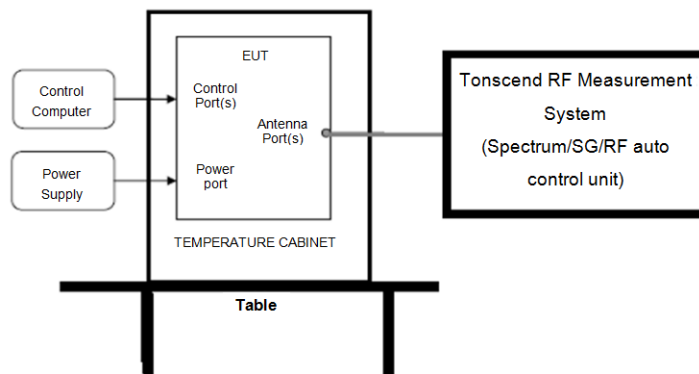 EUT
Control
Computer
Control
Port(s)
Antenna
Port(s)
Power
Supply
Power
port
TEMPERATURE CABINET
Table
Tonscend RF Measurement
System
(Spectrum/SG/RF auto
control unit)